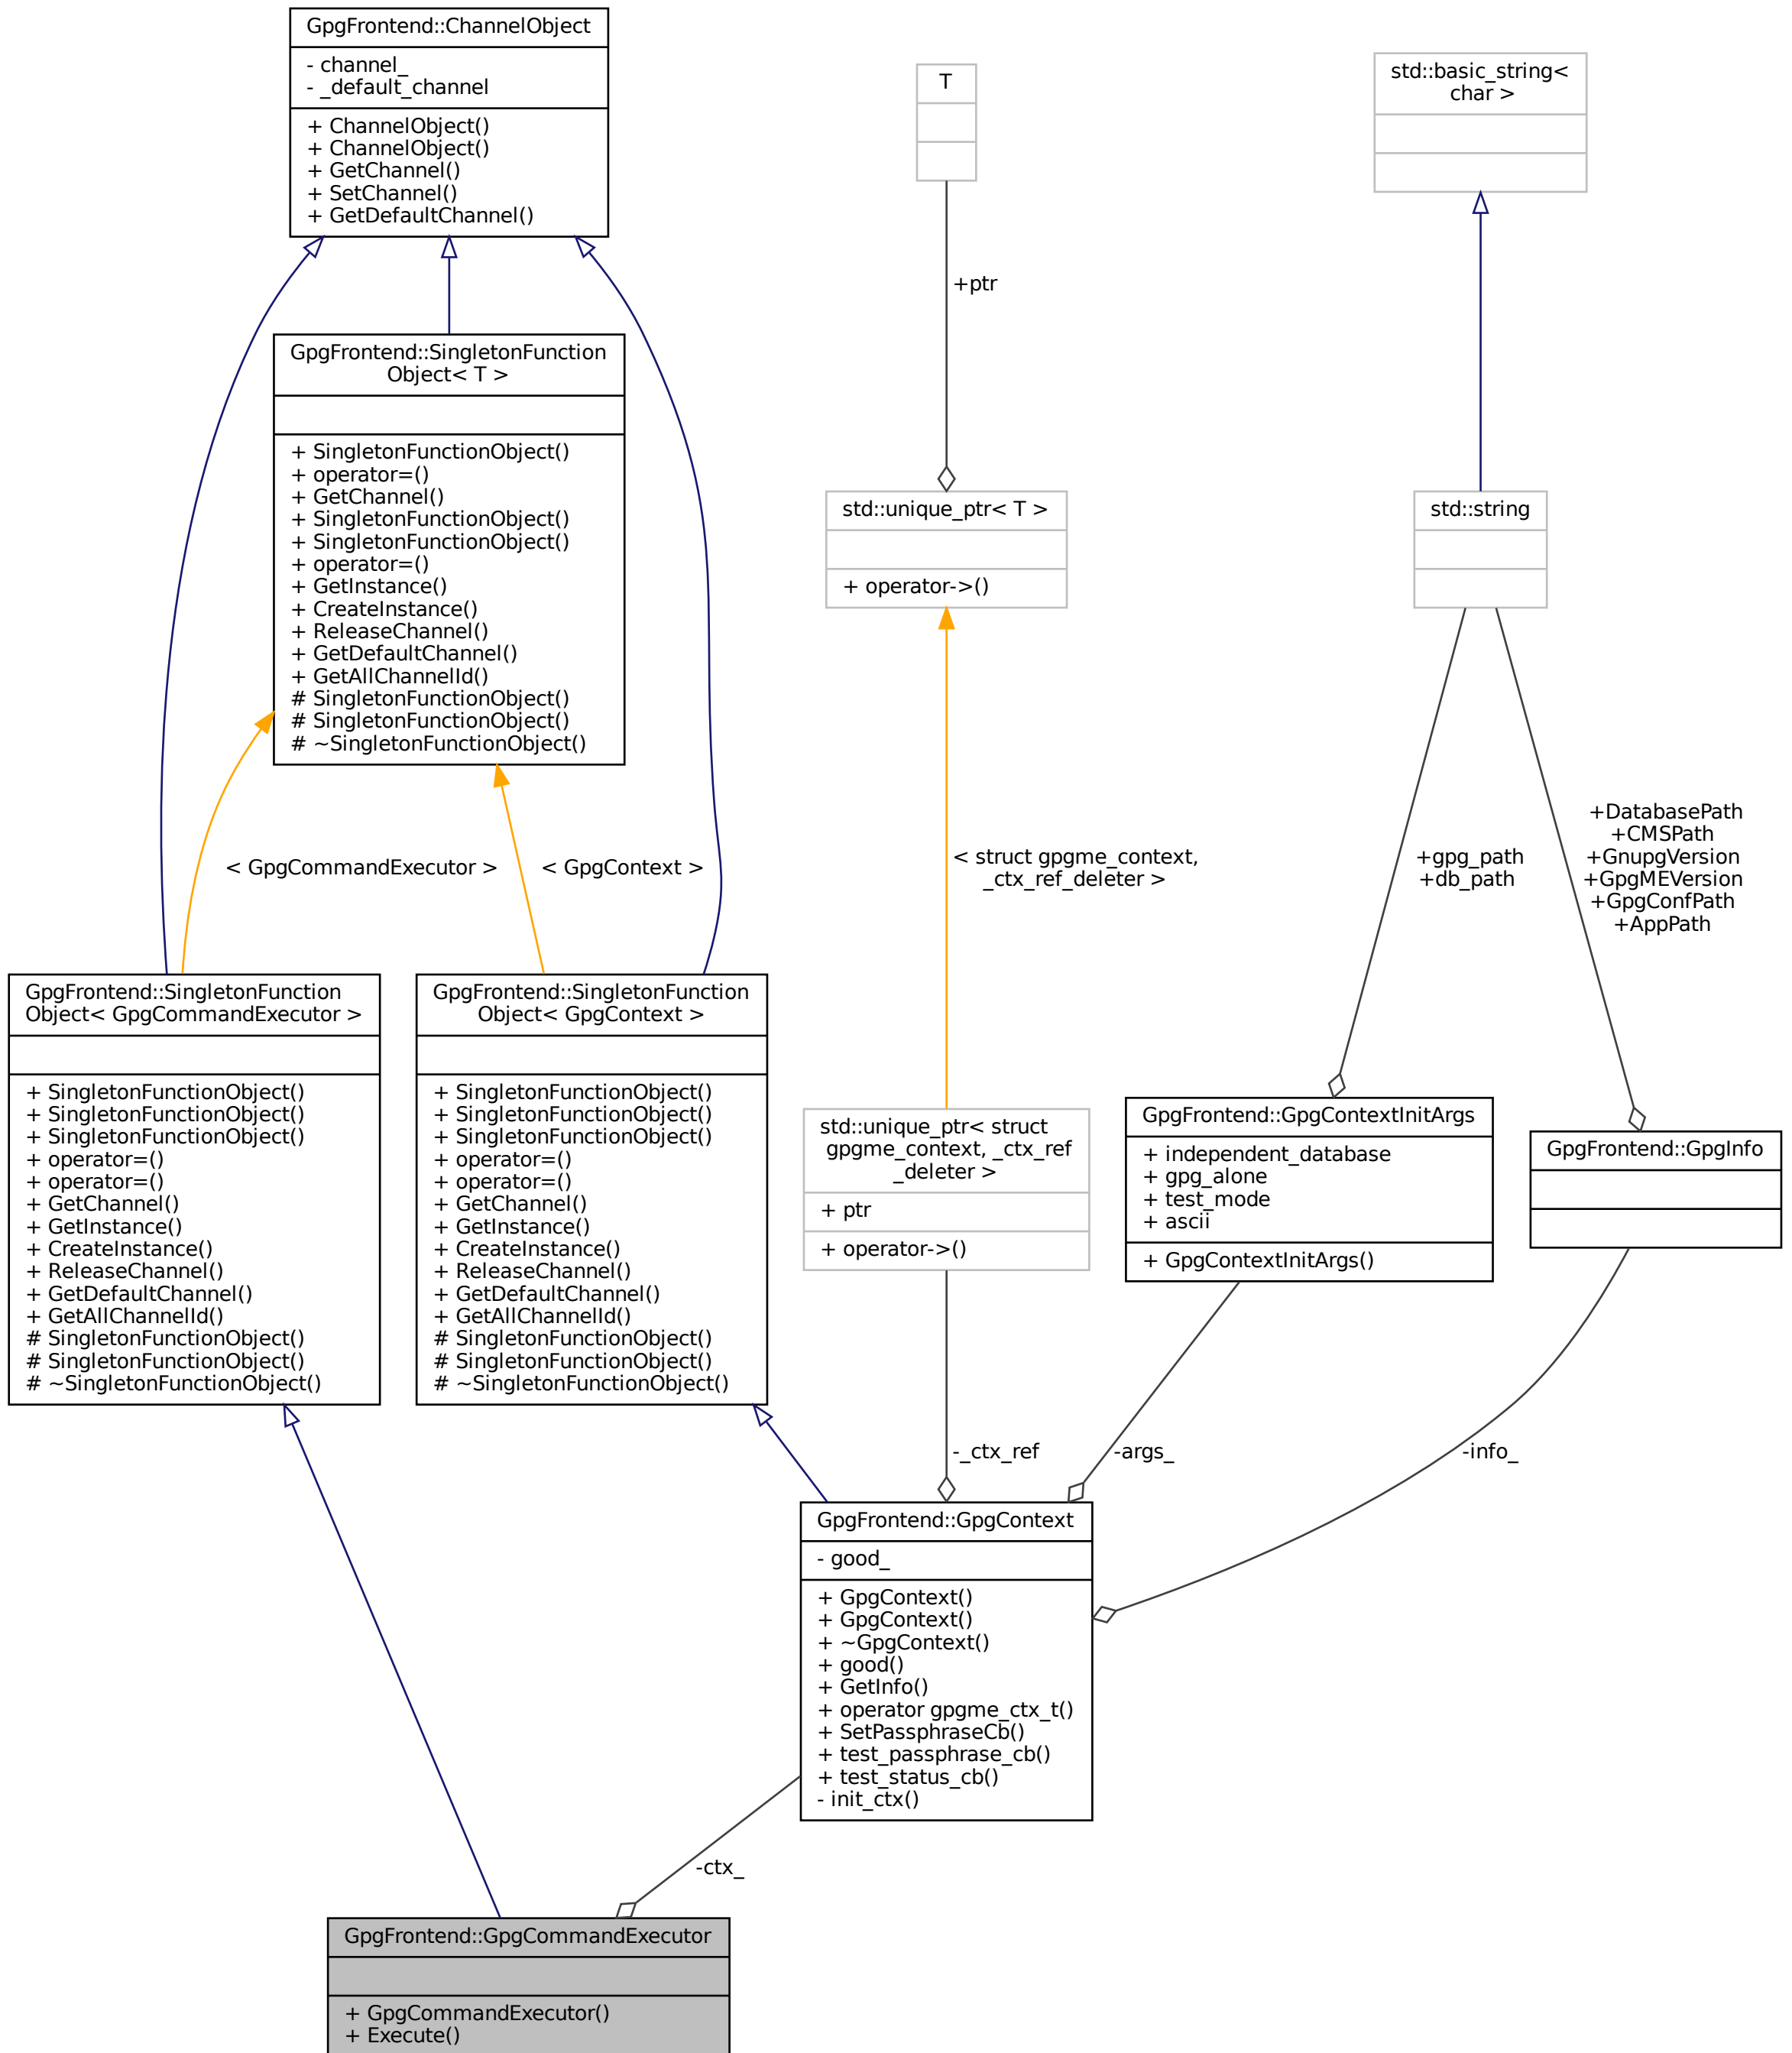 GpgFrontend::ChannelObject
- channel_
- _default_channel
+ ChannelObject()
+ ChannelObject()
+ GetChannel()
+ SetChannel()
+ GetDefaultChannel()
T
std::basic_string<
char >
+ptr
GpgFrontend::SingletonFunction
Object< T >
+ SingletonFunctionObject()
+ operator=()
+ GetChannel()
+ SingletonFunctionObject()
+ SingletonFunctionObject()
+ operator=()
+ GetInstance()
+ CreateInstance()
+ ReleaseChannel()
+ GetDefaultChannel()
+ GetAllChannelId()
# SingletonFunctionObject()
# SingletonFunctionObject()
# ~SingletonFunctionObject()
std::unique_ptr< T >
+ operator->()
std::string
< GpgCommandExecutor >
< GpgContext >
< struct gpgme_context,
_ctx_ref_deleter >
+gpg_path
+db_path
+DatabasePath
+CMSPath
+GnupgVersion
+GpgMEVersion
+GpgConfPath
+AppPath
GpgFrontend::SingletonFunction
Object< GpgCommandExecutor >
+ SingletonFunctionObject()
+ SingletonFunctionObject()
+ SingletonFunctionObject()
+ operator=()
+ operator=()
+ GetChannel()
+ GetInstance()
+ CreateInstance()
+ ReleaseChannel()
+ GetDefaultChannel()
+ GetAllChannelId()
# SingletonFunctionObject()
# SingletonFunctionObject()
# ~SingletonFunctionObject()
GpgFrontend::SingletonFunction
Object< GpgContext >
+ SingletonFunctionObject()
+ SingletonFunctionObject()
+ SingletonFunctionObject()
+ operator=()
+ operator=()
+ GetChannel()
+ GetInstance()
+ CreateInstance()
+ ReleaseChannel()
+ GetDefaultChannel()
+ GetAllChannelId()
# SingletonFunctionObject()
# SingletonFunctionObject()
# ~SingletonFunctionObject()
std::unique_ptr< struct
gpgme_context, _ctx_ref
_deleter >
+ ptr
+ operator->()
GpgFrontend::GpgContextInitArgs
+ independent_database
+ gpg_alone
+ test_mode
+ ascii
+ GpgContextInitArgs()
GpgFrontend::GpgInfo
-_ctx_ref
-args_
-info_
GpgFrontend::GpgContext
- good_
+ GpgContext()
+ GpgContext()
+ ~GpgContext()
+ good()
+ GetInfo()
+ operator gpgme_ctx_t()
+ SetPassphraseCb()
+ test_passphrase_cb()
+ test_status_cb()
- init_ctx()
-ctx_
GpgFrontend::GpgCommandExecutor
+ GpgCommandExecutor()
+ Execute()